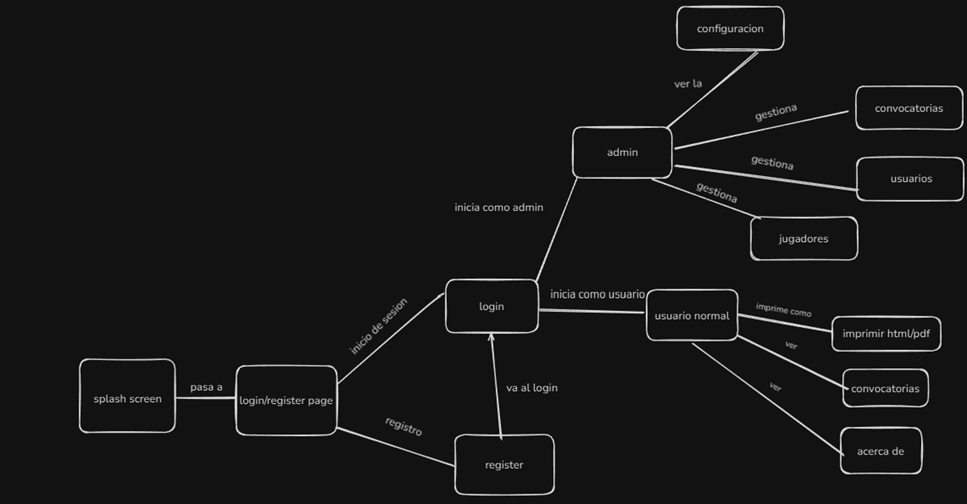 configuracion
ver la
gestiona
convocatorias
admin
gestiona
usuarios
gestiona
jugadores
inicia como admin
login
inicia como usuario
usuario normal
imprime como
imprimir html/pdf
ver
convocatorias
ver
acerca de
inicio de sesion
splash screen
pasa a
login/register page
va al login
registro
register